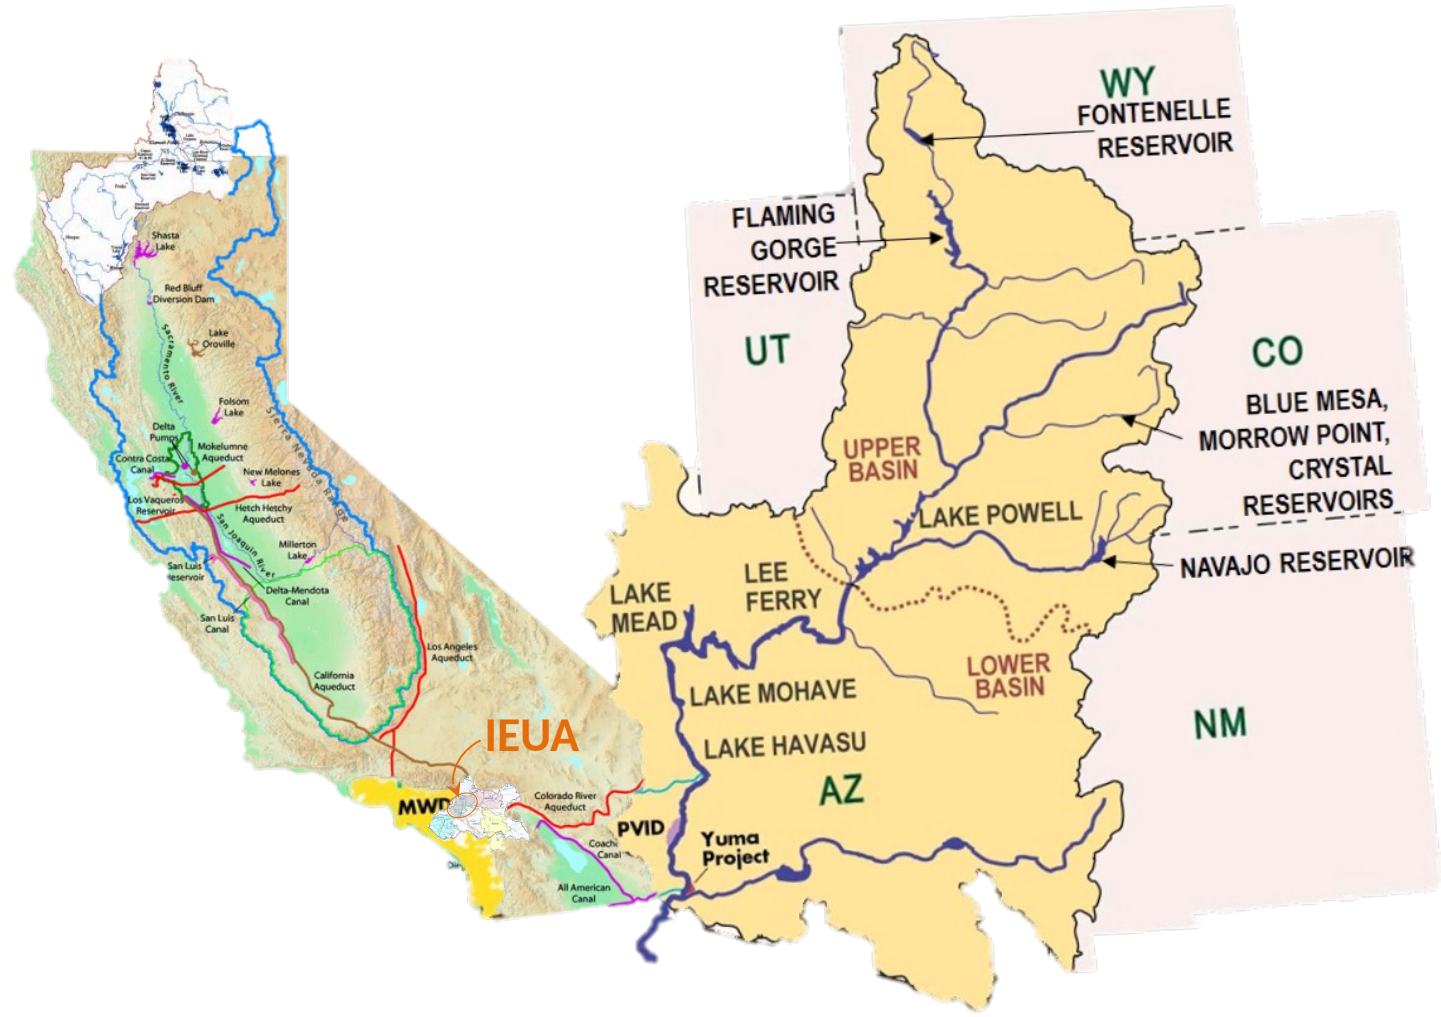 Shasta
Lake
Red Bluff
Diversion Dam
Sacramento River
Lake
Oroville
Folsom
Lake
Delta
Pumps
Mokelumne
Aqueduct
Contra Costa
Canal
New Melones
Lake
Los Vaqueros
Reservoir
Hetch Hetchy
Aqueduct
Sierra Nevada Range
San Joaquin River
Millerton
Lake
San Luis
eservoir
Delta-Mendota
Canal
San Luis
Canal
Los Angeles
Aqueduct
California
Aqueduct
IEUA
MWD
Colorado River
Aqueduct
Coach
Canal
All American
Canal
PVID
Yuma
Project
WY
FONTENELLE
RESERVOIR
FLAMING
GORGE
RESERVOIR
UT
CO
BLUE MESA,
MORROW POINT,
CRYSTAL
RESERVOIRS
UPPER
BASIN
LAKE POWELL
NAVAJO RESERVOIR
LEE
FERRY
LAKE
MEAD
LOWER
BASIN
LAKE MOHAVE
LAKE HAVASU
AZ
NM